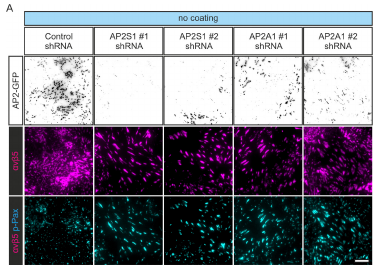 A
no coating
Control shRNA
AP2S1 #1 shRNA
AP2S1 #2 shRNA
AP2A1 #1 shRNA
AP2A1 #2 shRNA
AP2-GFP
αvβ5
αvβ5 p-Pax